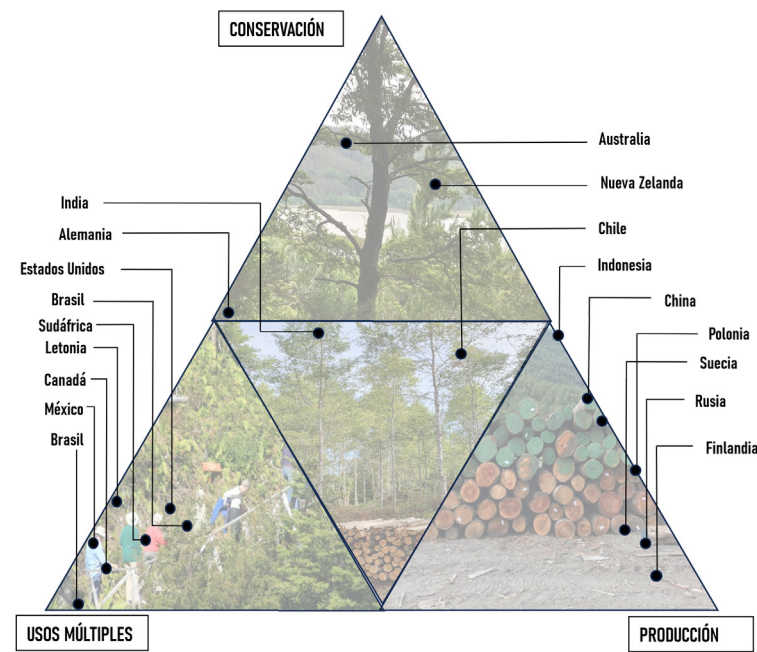 CONSERVACIÓN
Australia
Nueva Zelanda
India
Chile
Alemania
Indonesia
Estados Unidos
China
Brasil
Sudáfrica
Polonia
Letonia
Suecia
Canadá
Rusia
México
Brasil
Finlandia
USOS MÚLTIPLES
PRODUCCIÓN